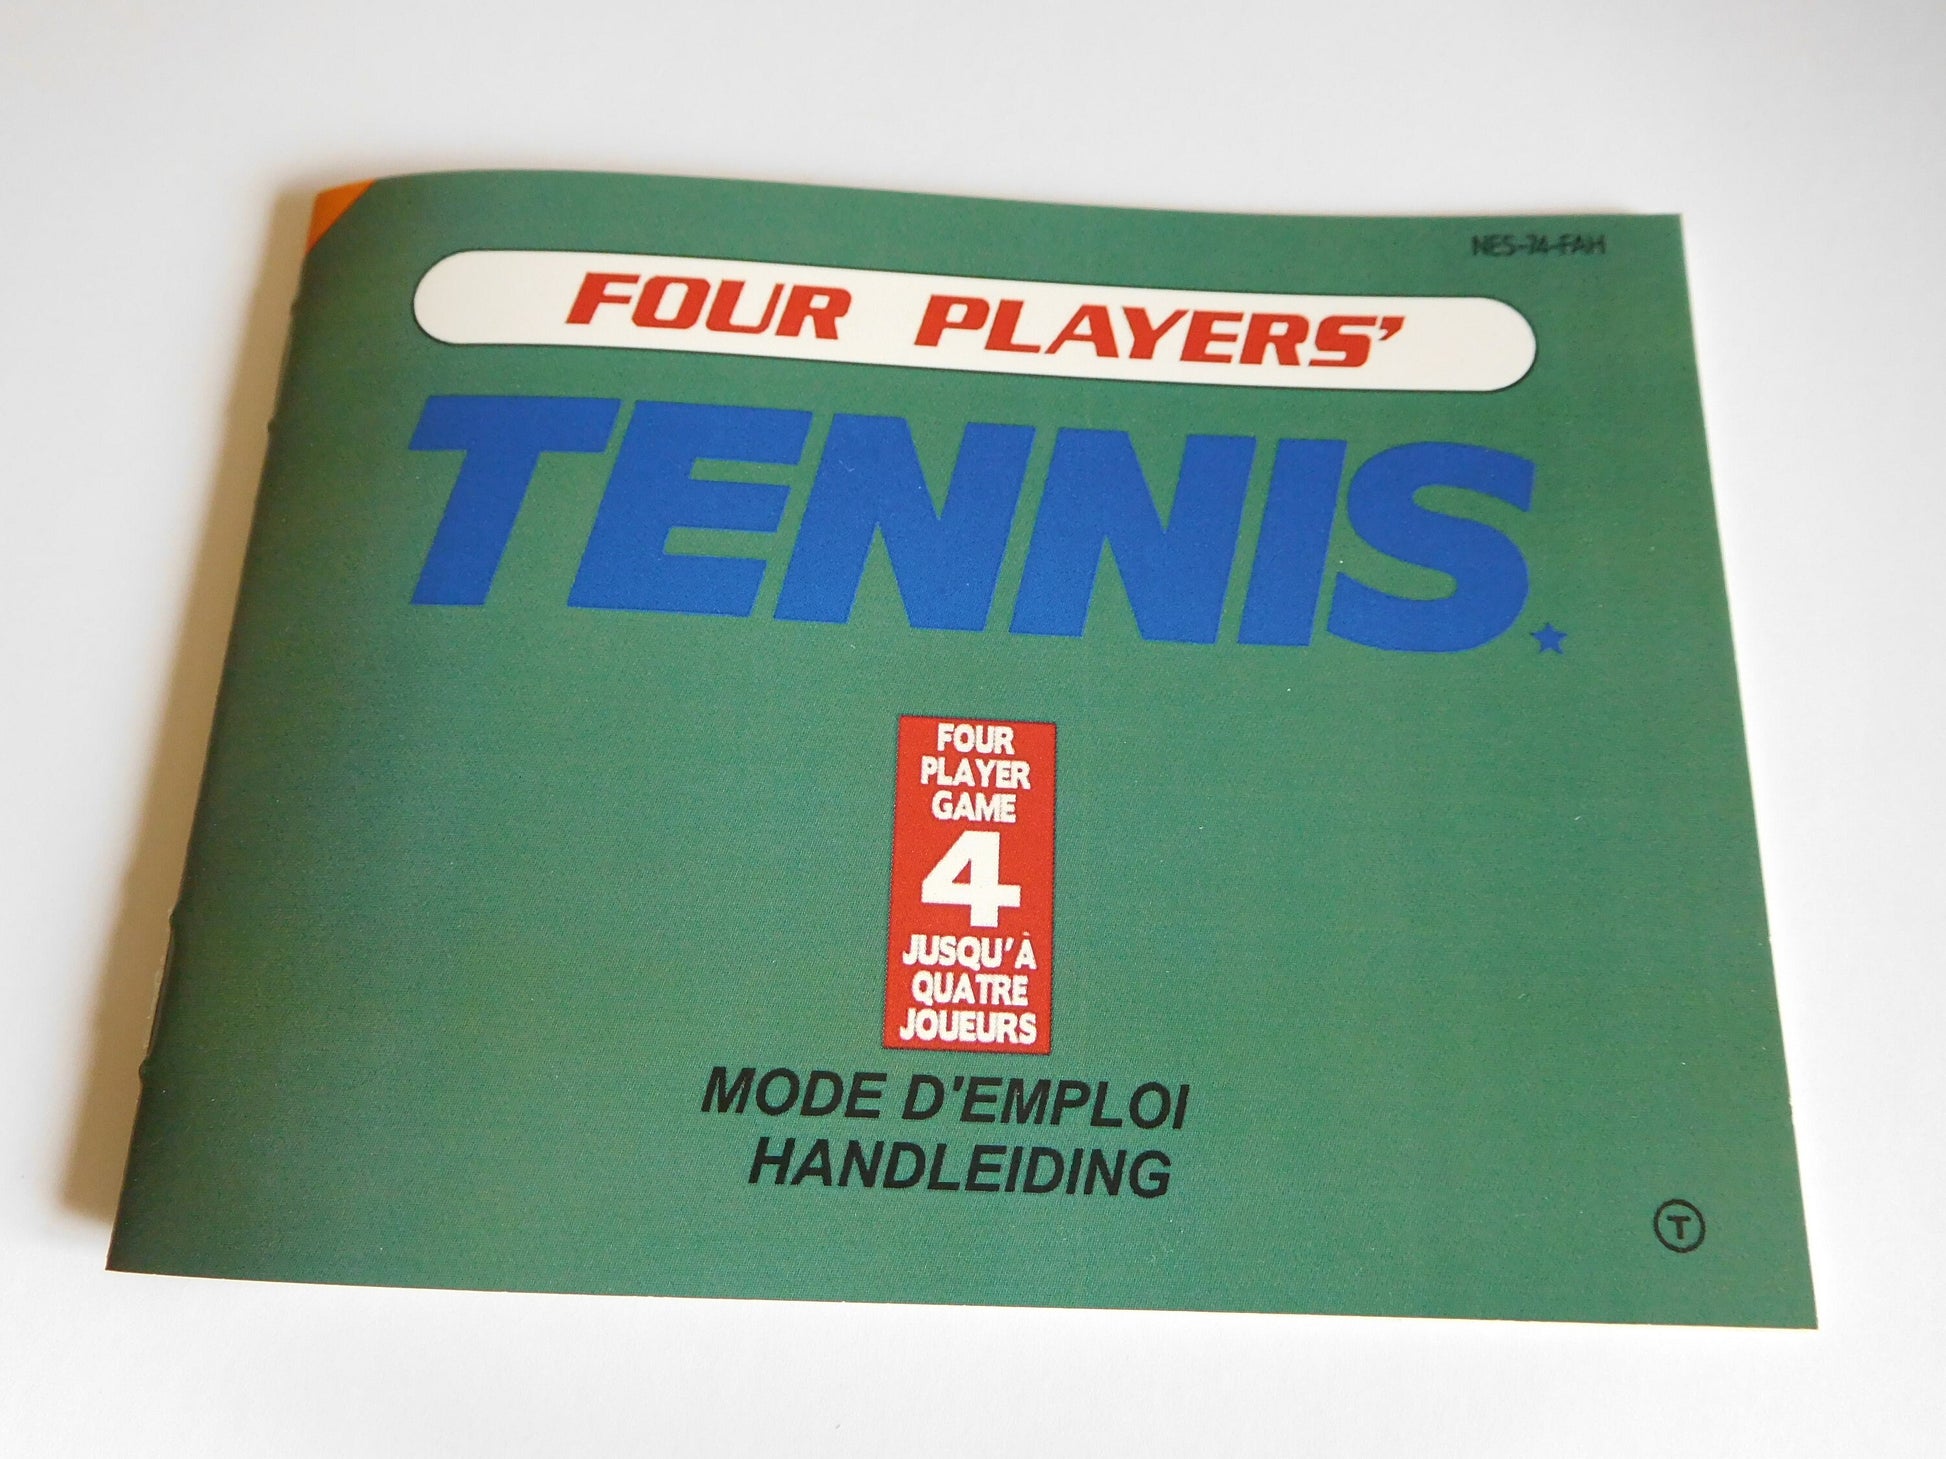 NES-74-FAH
FOUR PLAYERS'
TENNIS
FOUR
PLAYER
GAME
4
JUSQU'À
QUATRE
JOUEURS
MODE D'EMPLOI
HANDLEIDING
T